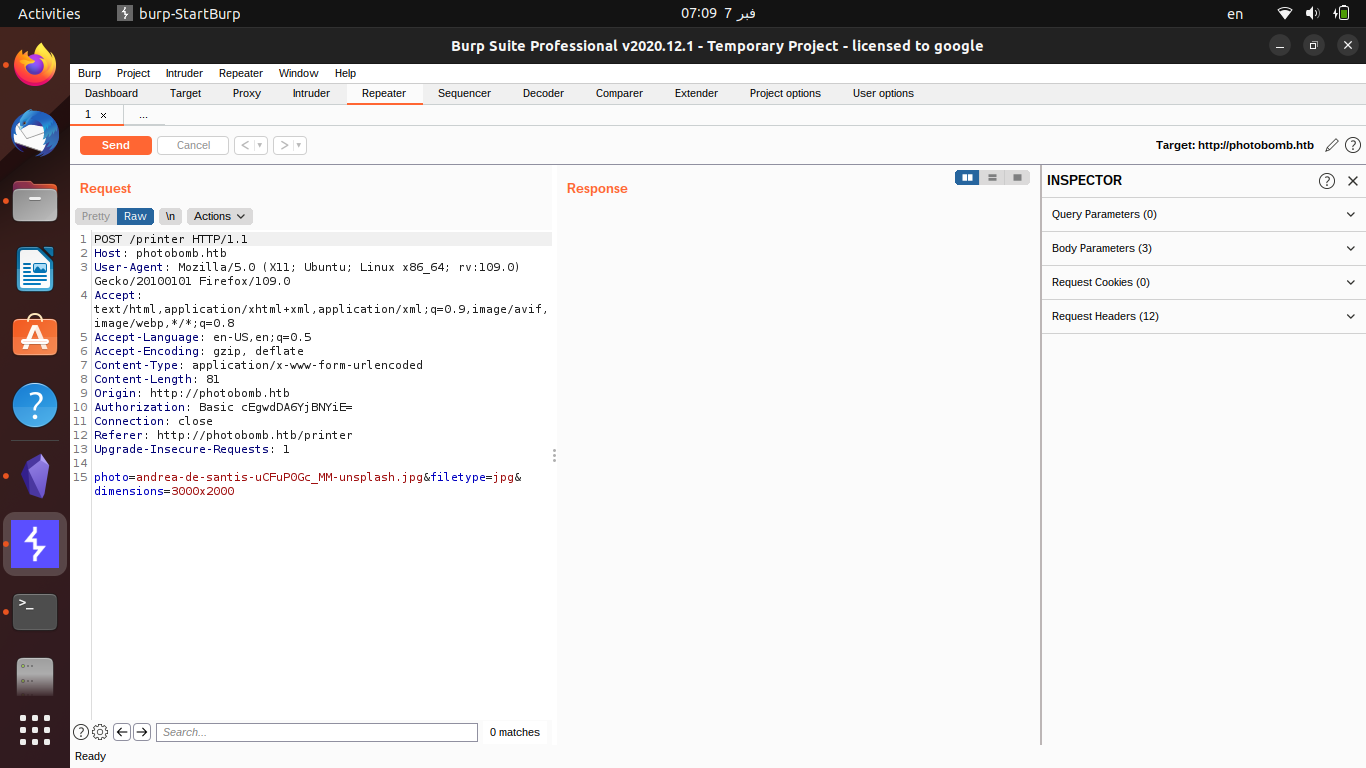 Activities burp-StartBurp 07:09 7 فبر en
Burp Suite Professional v2020.12.1 - Temporary Project - licensed to google
Burp Project Intruder Repeater Window Help
Dashboard Target Proxy Intruder Repeater Sequencer Decoder Comparer Extender Project options User options
1 × ...
Send Cancel < > Target: http://photobomb.htb ?
Request
Response
INSPECTOR ?
Pretty Raw \n Actions
Query Parameters (0)
Body Parameters (3)
Request Cookies (0)
Request Headers (12)
1 POST /printer HTTP/1.1
2 Host: photobomb.htb
3 User-Agent: Mozilla/5.0 (X11; Ubuntu; Linux x86_64; rv:109.0)
Gecko/20100101 Firefox/109.0
4 Accept:
text/html,application/xhtml+xml,application/xml;q=0.9,image/avif,
image/webp,*/*;q=0.8
5 Accept-Language: en-US,en;q=0.5
6 Accept-Encoding: gzip, deflate
7 Content-Type: application/x-www-form-urlencoded
8 Content-Length: 81
9 Origin: http://photobomb.htb
10 Authorization: Basic cEgwdDA6YjBNYiE=
11 Connection: close
12 Referer: http://photobomb.htb/printer
13 Upgrade-Insecure-Requests: 1
14
15 photo=andrea-de-santis-uCFuP0Gc_MM-unsplash.jpg&filetype=jpg&
dimensions=3000x2000
? Search... 0 matches
Ready